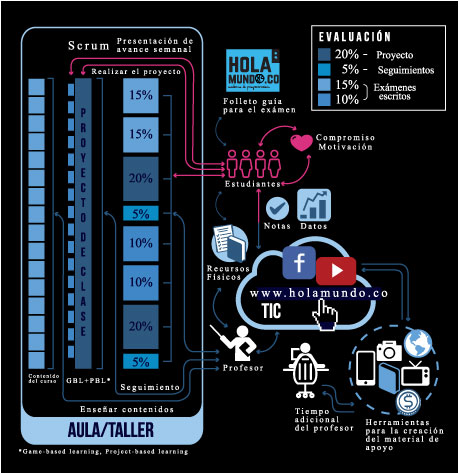 Scrum
Presentación de
avance semanal
Realizar el proyecto
15%
15%
20%
5%
10%
10%
20%
5%
PROYECTO DE CLASE
Contenido
del curso
GBL+PBL*
Seguimiento
Enseñar contenidos
AULA/TALLER
*Game-based learning, Project-based learning
HOLA
MUNDO.CO
Folleto guía
para el exámen
EVALUACIÓN
20% - Proyecto
5% - Seguimientos
15%
10%
Exámenes
escritos
Compromiso
Motivación
Estudiantes
Notas
Datos
Recursos
Físicos
www.holamundo.co
TIC
Profesor
Tiempo
adicional
del profesor
Herramientas
para la creación
del material de
apoyo